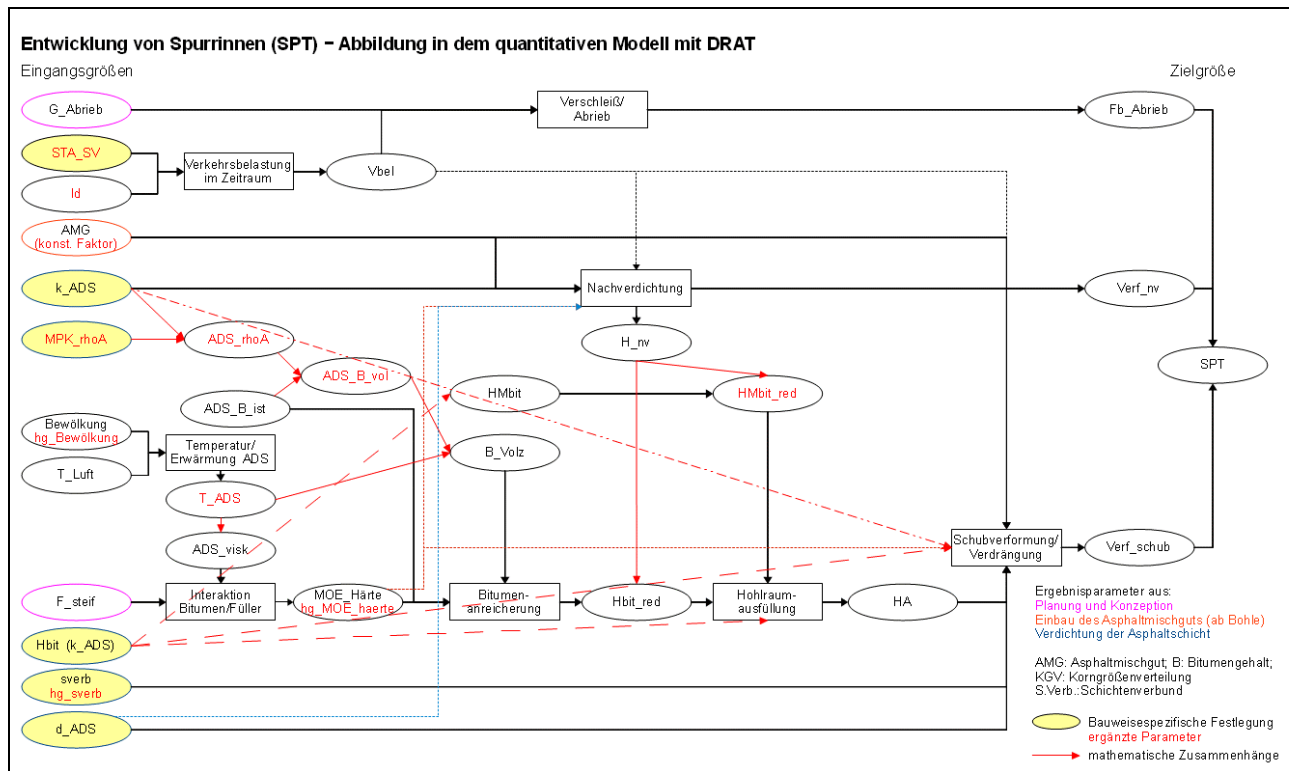 Entwicklung von Spurrinnen (SPT) – Abbildung in dem quantitativen Modell mit DRAT
Eingangsgrößen
Zielgröße
G_Abrieb
Verschleiß/
Abrieb
Fb_Abrieb
STA_SV
Verkehrsbelastung
im Zeitraum
Vbel
Id
AMG
(konst. Faktor)
k_ADS
Nachverdichtung
Verf_nv
MPK_rhoA
ADS_rhoA
H_nv
ADS_B_vol
SPT
ADS_B_ist
HMbit
HMbit_red
Bewölkung
hg_Bewölkung
Temperatur/
Erwärmung ADS
B_Volz
T_Luft
T_ADS
ADS_visk
Schubverformung/
Verdrängung
Verf_schub
F_steif
Interaktion
Bitumen/Füller
MOE_Härte
hg_MOE_haerte
Bitumen-
anreicherung
Hbit_red
Hohlraum-
ausfüllung
HA
Hbit (k_ADS)
sverb
hg_sverb
d_ADS
Ergebnisparameter aus:
Planung und Konzeption
Einbau des Asphaltmischguts (ab Bohle)
Verdichtung der Asphaltschicht
AMG: Asphaltmischgut; B: Bitumengehalt;
KGV: Korngrößenverteilung
S.Verb.:Schichtenverbund
Bauweisespezifische Festlegung
ergänzte Parameter
mathematische Zusammenhänge